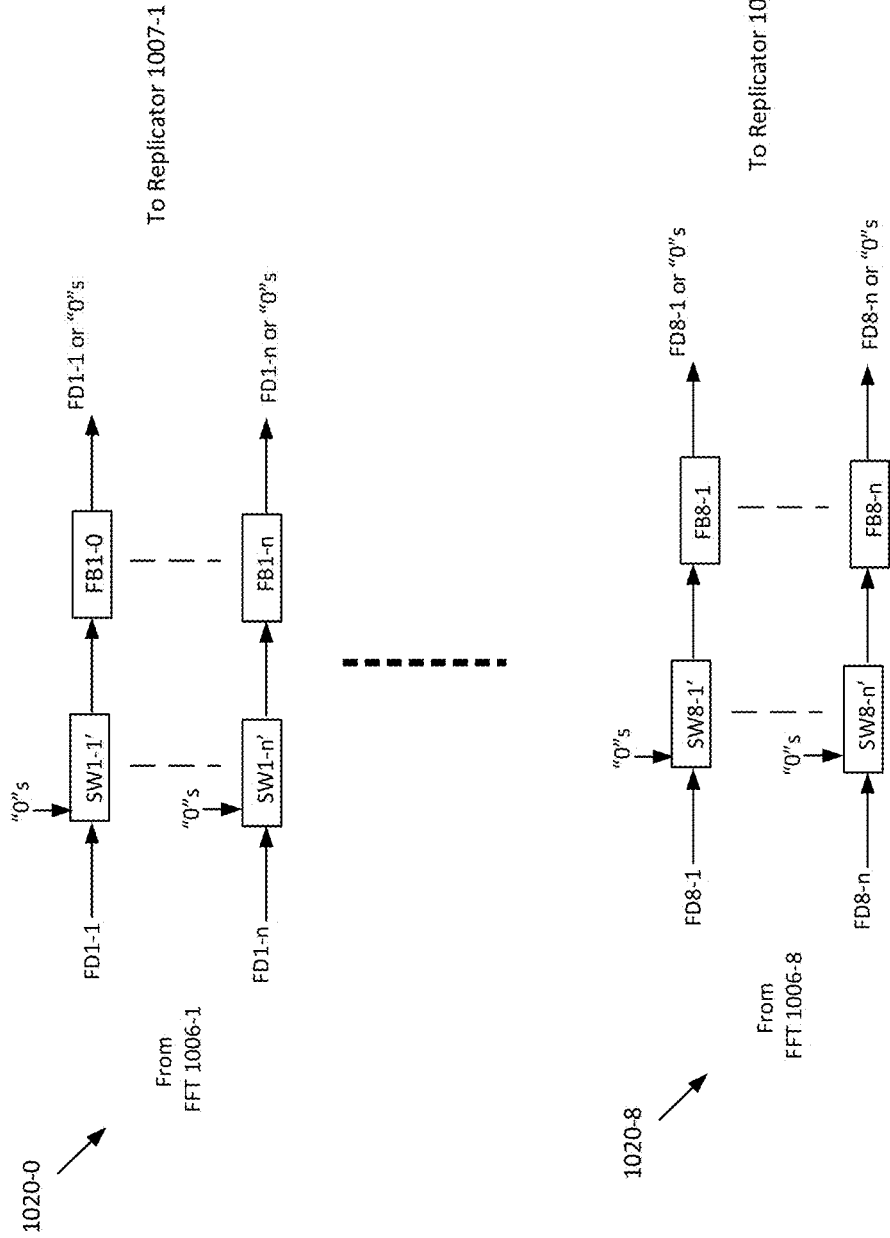 1020-0
From
FFT 1006-1
FD1-1
"0"s
SW1-1'
FB1-0
FD1-1 or "0"s
FD1-n
"0"s
SW1-n'
FB1-n
FD1-n or "0"s
To Replicator 1007-1
1020-8
From
FFT 1006-8
FD8-1
"0"s
SW8-1'
FB8-1
FD8-1 or "0"s
FD8-n
"0"s
SW8-n'
FB8-n
FD8-n or "0"s
To Replicator 10